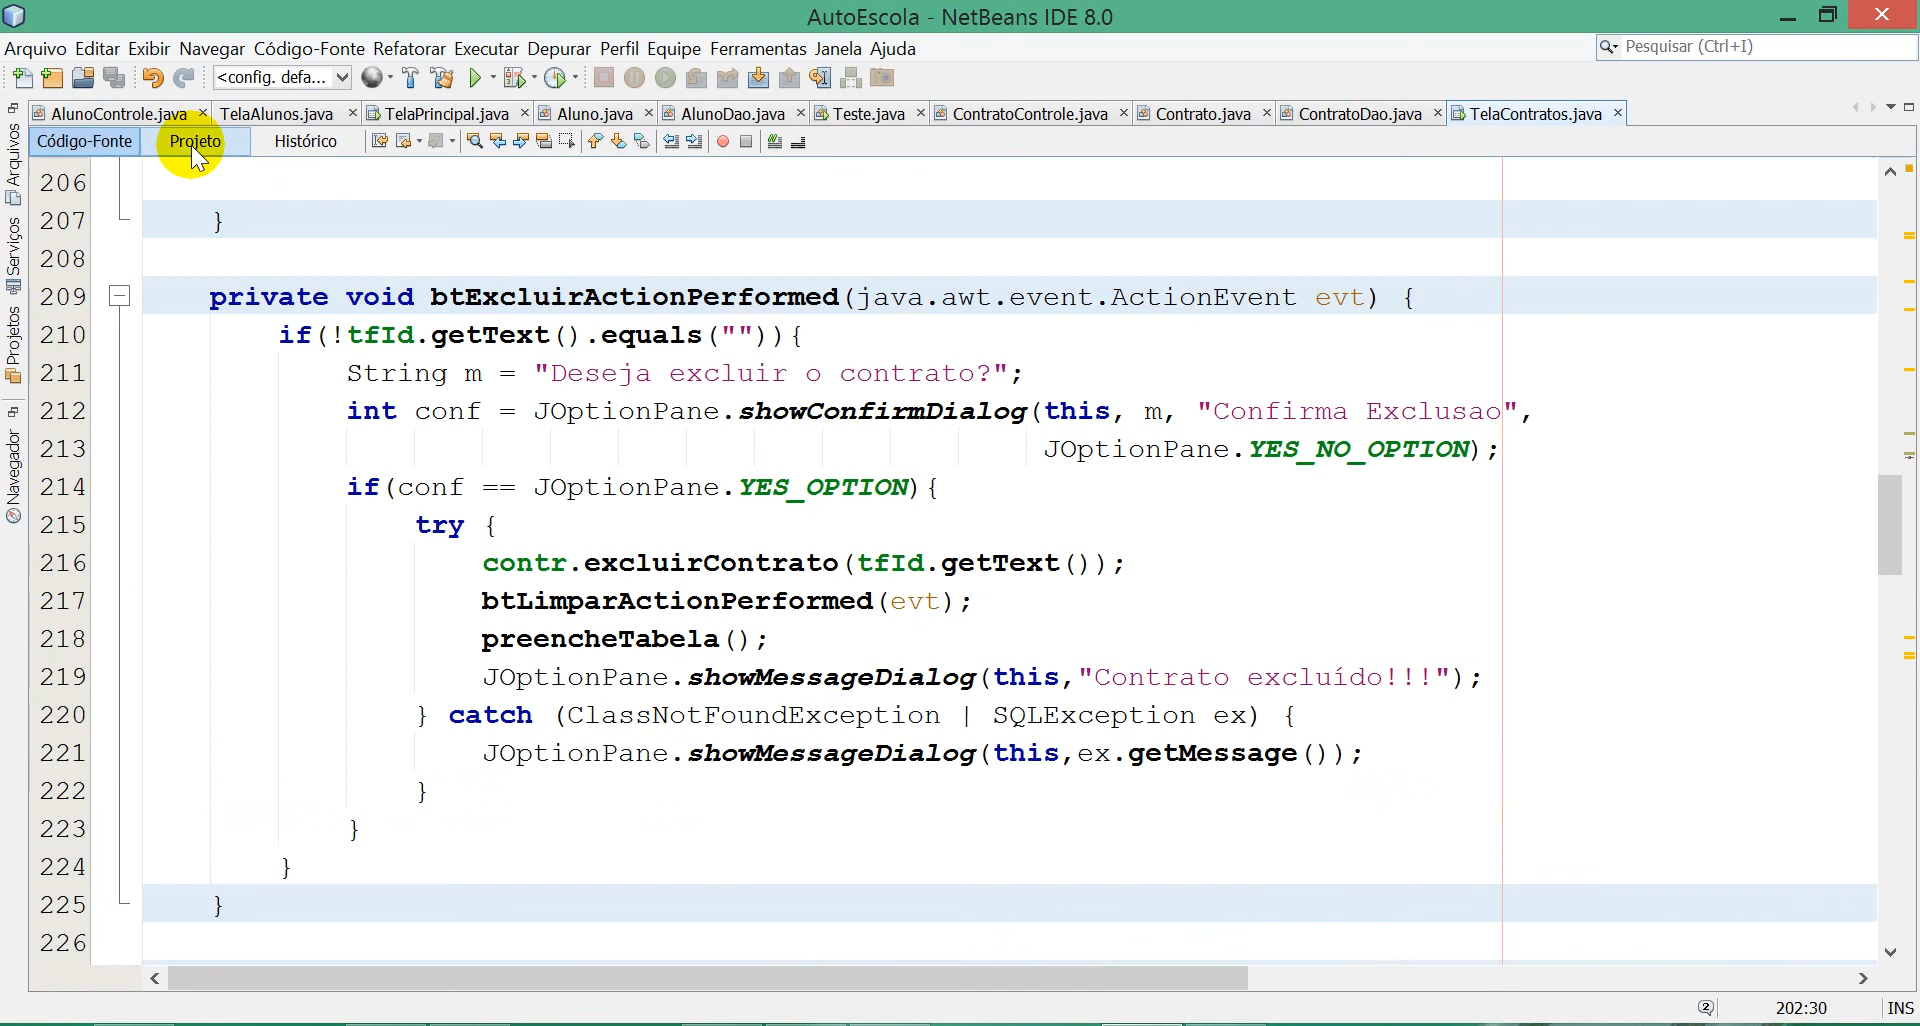 AutoEscola - NetBeans IDE 8.0
Arquivo Editar Exibir Navegar Código-Fonte Refatorar Executar Depurar Perfil Equipe Ferramentas Janela Ajuda
Pesquisar (Ctrl+I)
<config. defa...
AlunoControle.java TelaAlunos.java TelaPrincipal.java Aluno.java AlunoDao.java Teste.java ContratoControle.java Contrato.java ContratoDao.java TelaContratos.java
Código-Fonte Projeto Histórico
Arquivos
Serviços
Projetos
Navegador
206
207 }
208
209 private void btExcluirActionPerformed(java.awt.event.ActionEvent evt) {
210 if(!tfId.getText().equals("")){
211 String m = "Deseja excluir o contrato?";
212 int conf = JOptionPane.showConfirmDialog(this, m, "Confirma Exclusao",
213 JOptionPane.YES_NO_OPTION);
214 if(conf == JOptionPane.YES_OPTION){
215 try {
216 contr.excluirContrato(tfId.getText());
217 btLimparActionPerformed(evt);
218 preencheTabela();
219 JOptionPane.showMessageDialog(this,"Contrato excluído!!!");
220 } catch (ClassNotFoundException | SQLException ex) {
221 JOptionPane.showMessageDialog(this,ex.getMessage());
222 }
223 }
224 }
225 }
226
2 202:30 INS